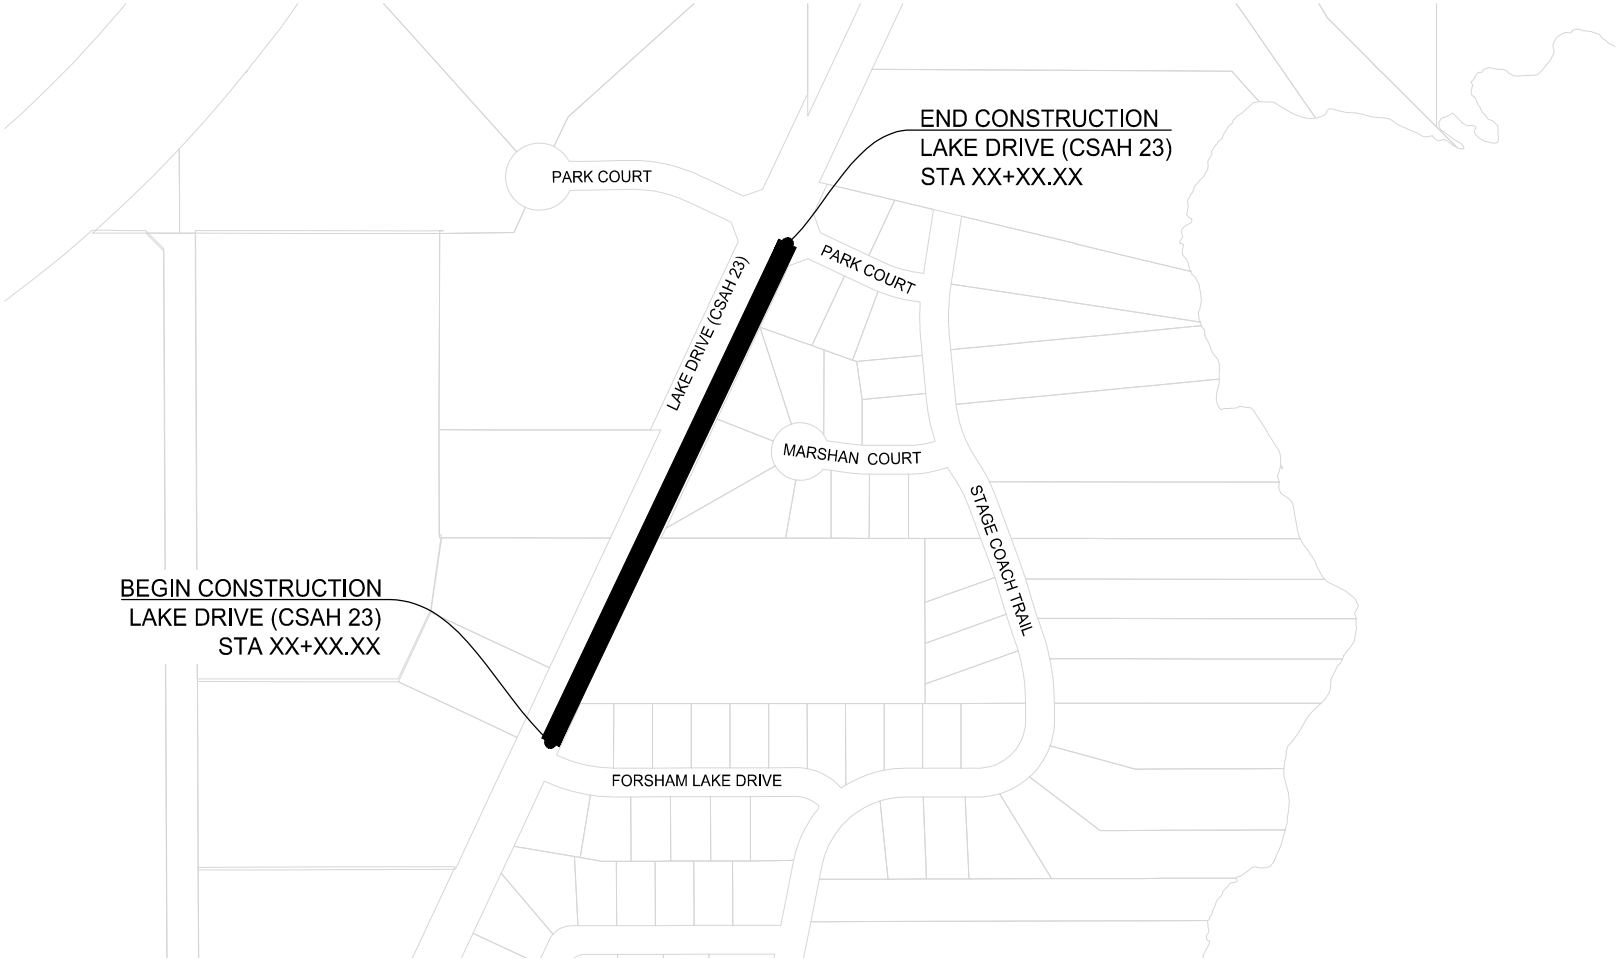 END CONSTRUCTION
LAKE DRIVE (CSAH 23)
STA XX+XX.XX
PARK COURT
PARK COURT
LAKE DRIVE (CSAH 23)
MARSHAN COURT
STAGE COACH TRAIL
BEGIN CONSTRUCTION
LAKE DRIVE (CSAH 23)
STA XX+XX.XX
FORSHAM LAKE DRIVE